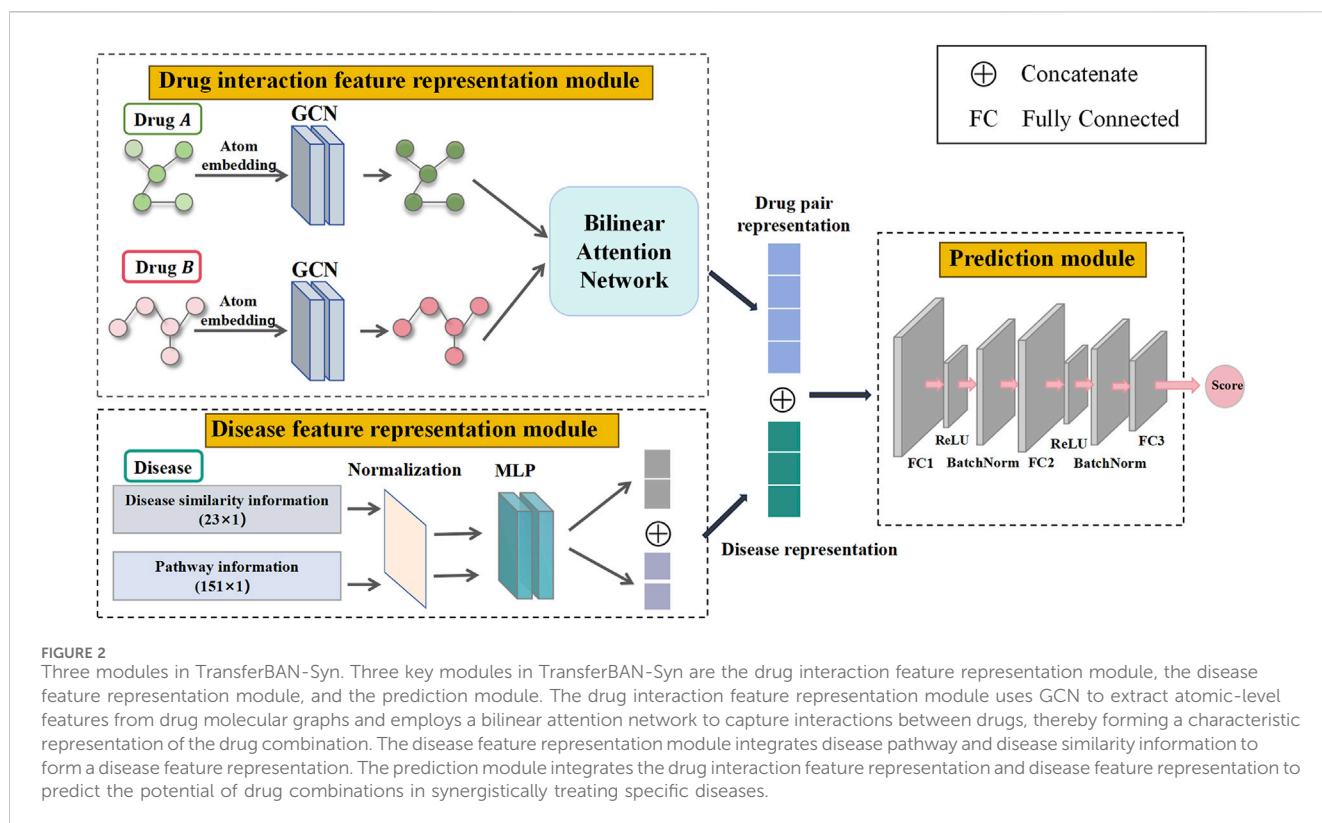 Drug interaction feature representation module
Drug A
Atom
embedding
GCN
Drug B
Atom
embedding
GCN
Bilinear
Attention
Network
⊕ Concatenate
FC Fully Connected
Drug pair
representation
⊕
Disease representation
Disease feature representation module
Disease
Disease similarity information
(23×1)
Pathway information
(151×1)
Normalization
MLP
⊕
Prediction module
FC1
ReLU
BatchNorm
FC2
ReLU
BatchNorm
FC3
Score
FIGURE 2
Three modules in TransferBAN-Syn. Three key modules in TransferBAN-Syn are the drug interaction feature representation module, the disease
feature representation module, and the prediction module. The drug interaction feature representation module uses GCN to extract atomic-level
features from drug molecular graphs and employs a bilinear attention network to capture interactions between drugs, thereby forming a characteristic
representation of the drug combination. The disease feature representation module integrates disease pathway and disease similarity information to
form a disease feature representation. The prediction module integrates the drug interaction feature representation and disease feature representation to
predict the potential of drug combinations in synergistically treating specific diseases.